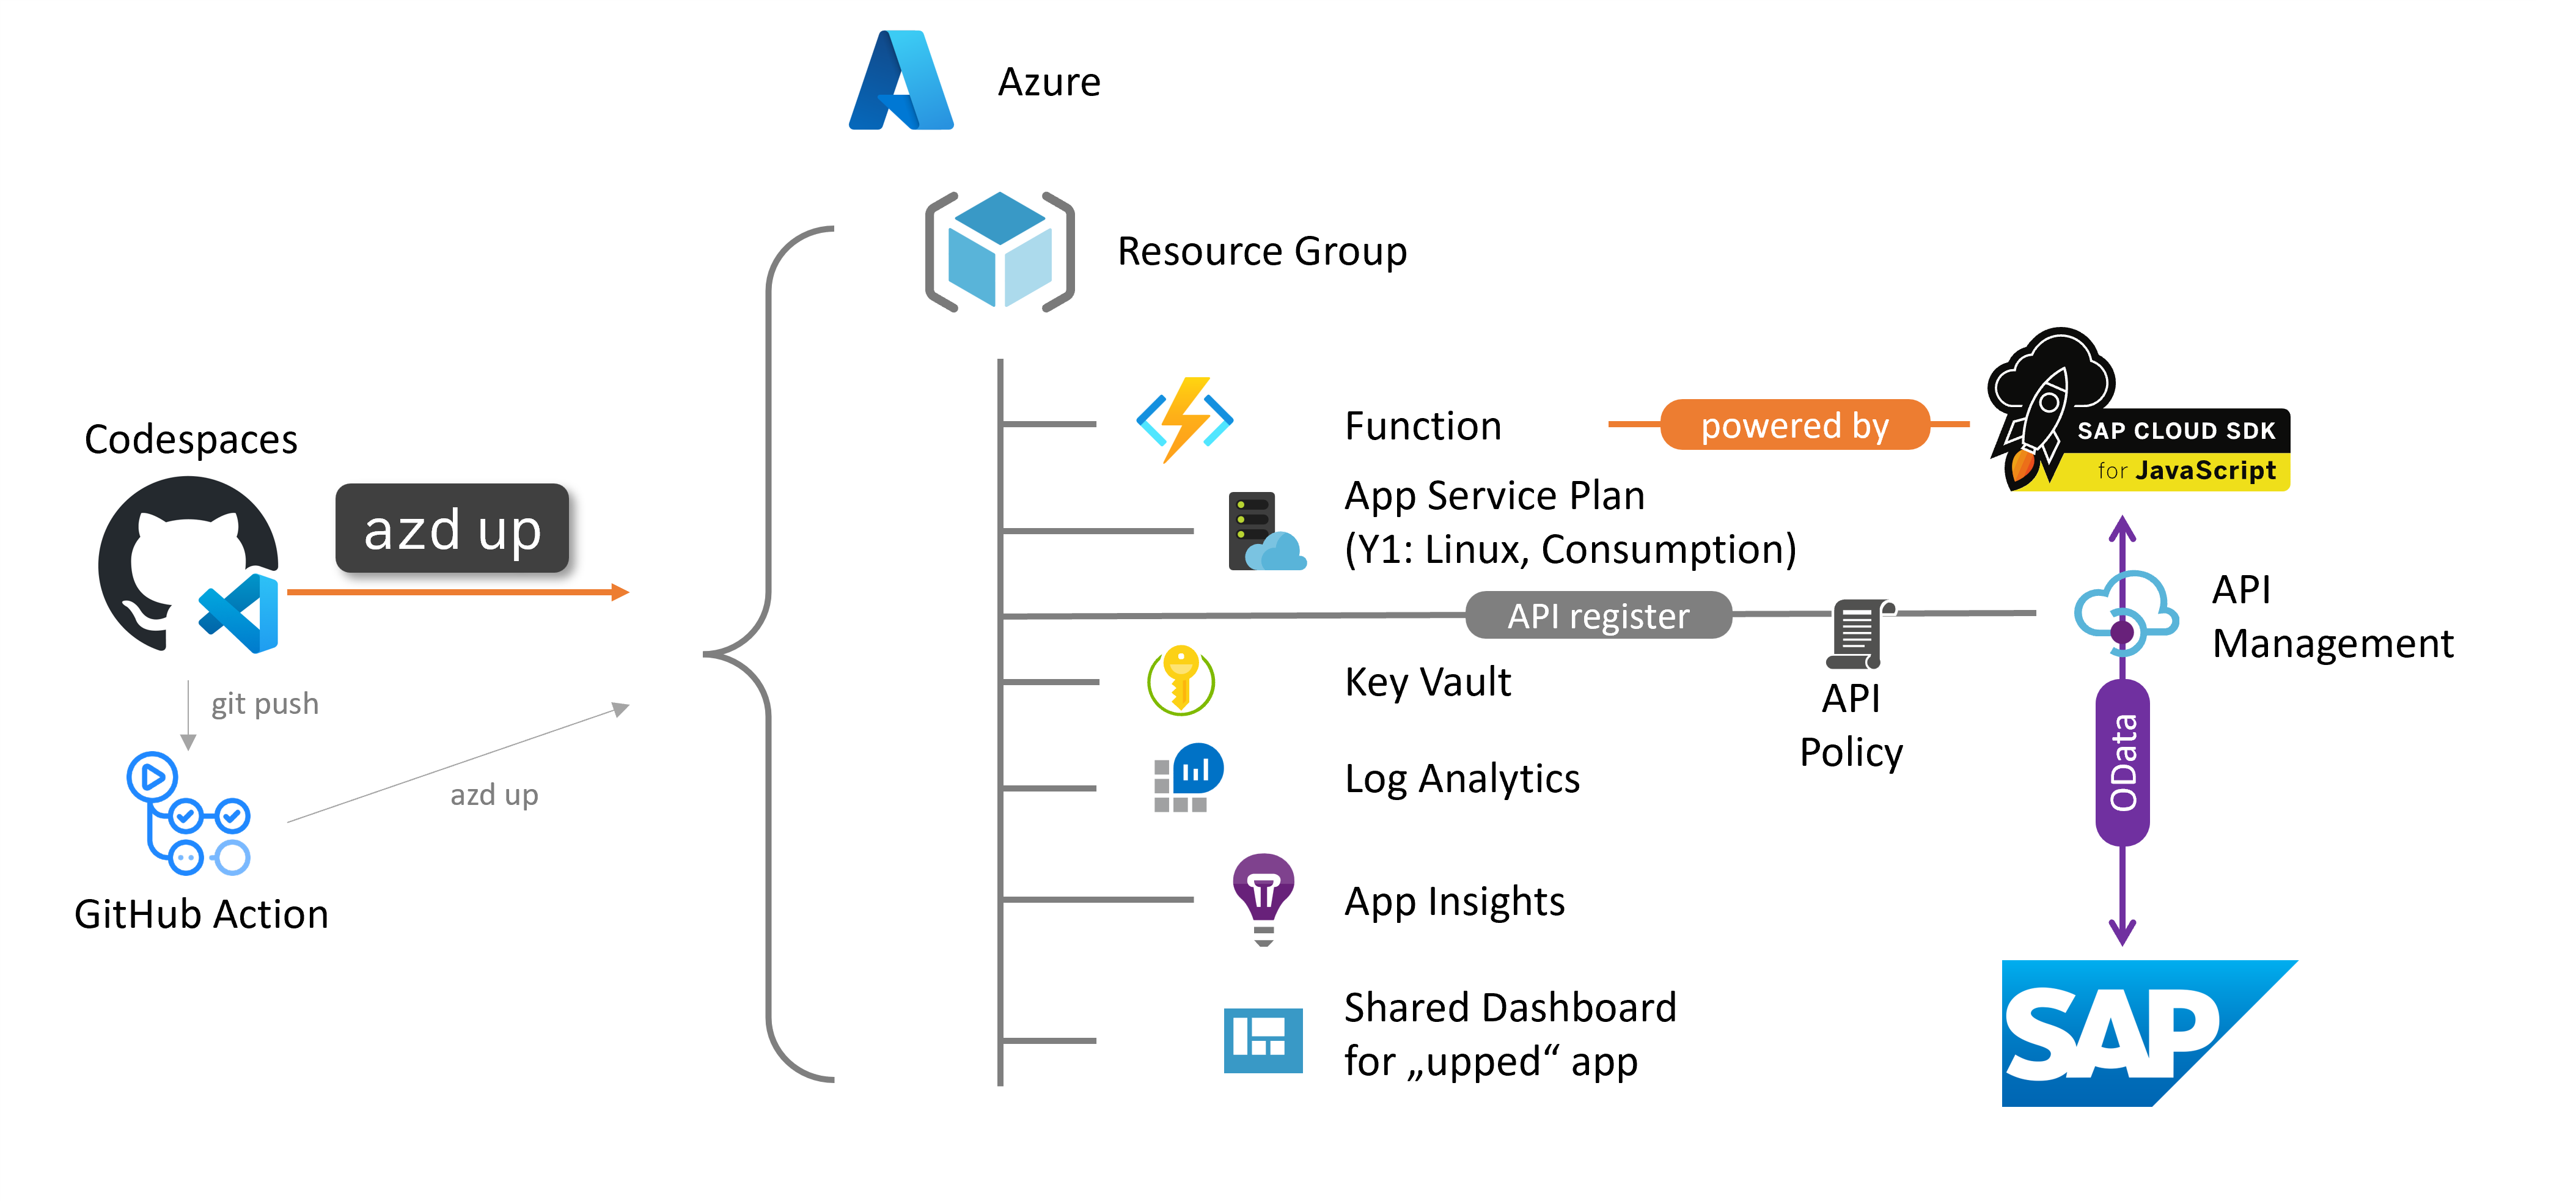 Azure
Resource Group
Codespaces
azd up
git push
azd up
GitHub Action
Function
powered by
SAP CLOUD SDK
for JavaScript
App Service Plan
(Y1: Linux, Consumption)
API register
API
Policy
API
Management
Key Vault
Log Analytics
OData
App Insights
Shared Dashboard
for „upped“ app
SAP